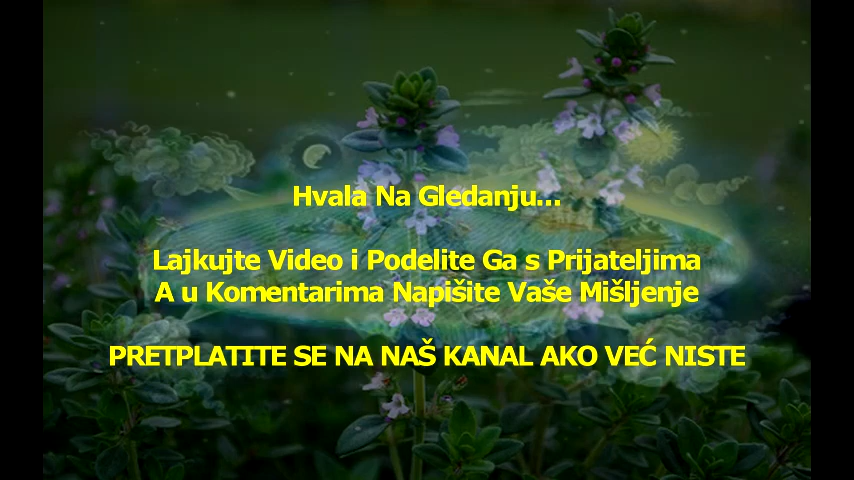 Hvala Na Gledanju...
Lajkujte Video i Podelite Ga s Prijateljima
A u Komentarima Napišite Vaše Mišljenje
PRETPLATITE SE NA NAŠ KANAL AKO VEĆ NISTE